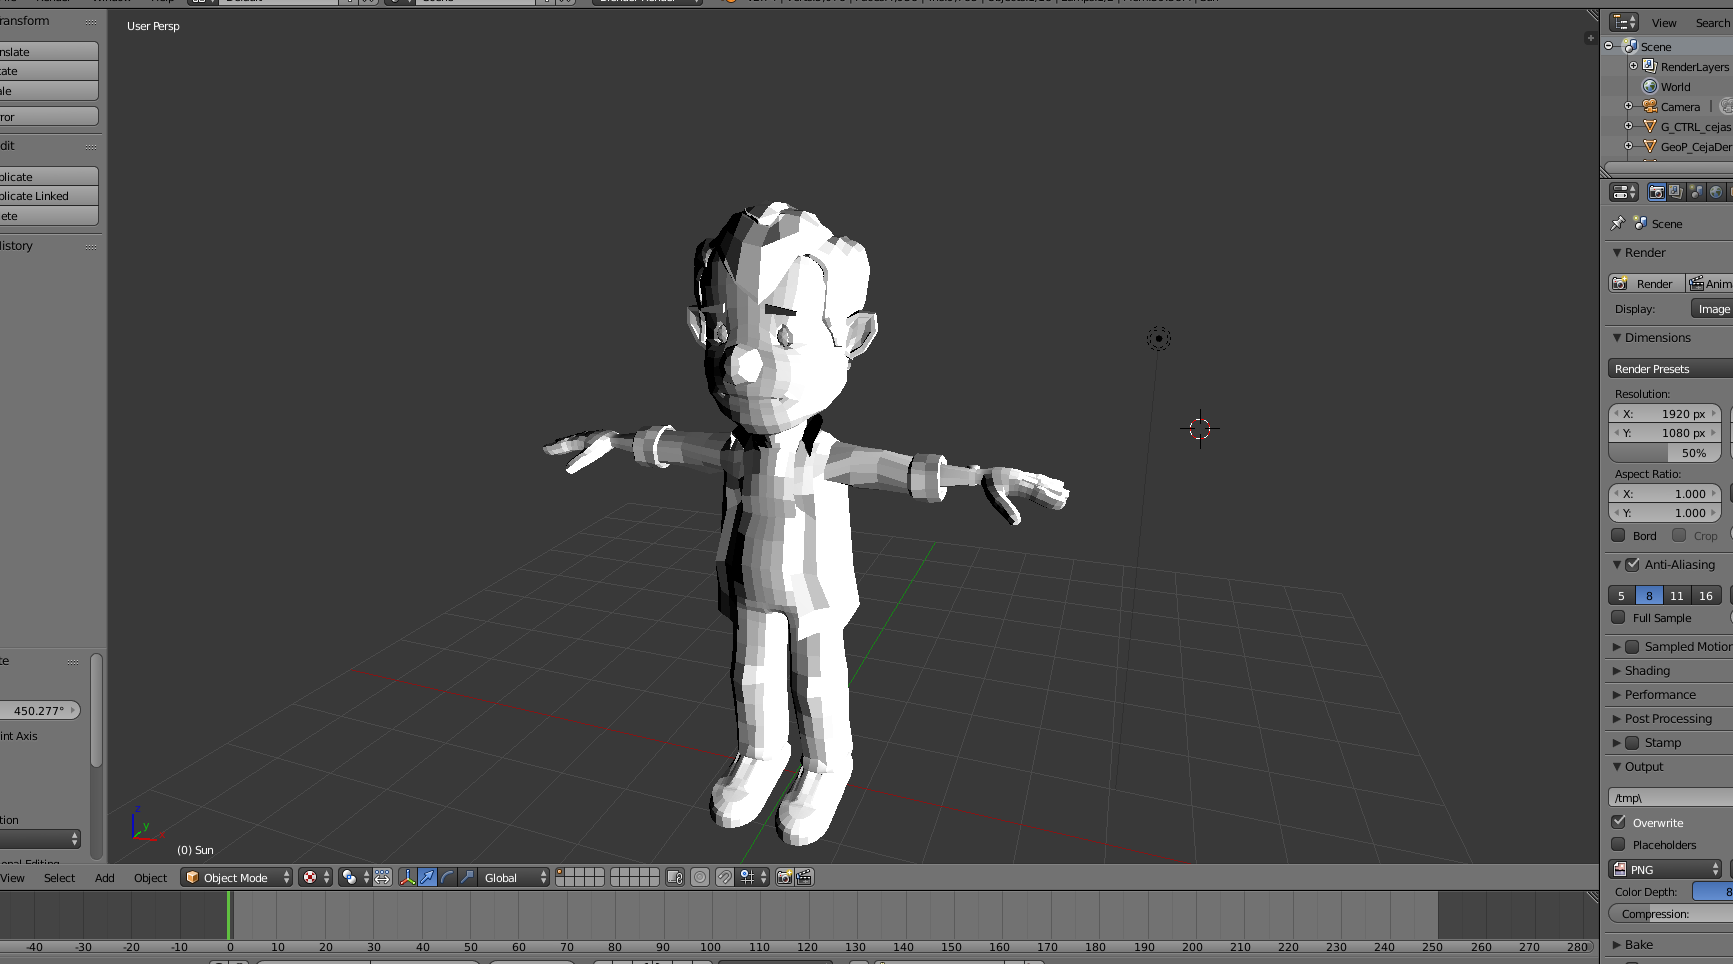 User Persp
ransform
nslate
tate
ale
ror
dit
plicate
plicate Linked
ete
History
te
450.277°
int Axis
tion
(0) Sun
View Select Add Object Object Mode Global
-40 -30 -20 -10 0 10 20 30 40 50 60 70 80 90 100 110 120 130 140 150 160 170 180 190 200 210 220 230 240 250 260 270 280
View Search
Scene
RenderLayers
World
Camera
G_CTRL_cejas
GeoP_CejaDer
Scene
Render
Render Anim
Display: Image
Dimensions
Render Presets
Resolution:
X: 1920 px
Y: 1080 px
50%
Aspect Ratio:
X: 1.000
Y: 1.000
Bord Crop
Anti-Aliasing
5 8 11 16
Full Sample
Sampled Motion
Shading
Performance
Post Processing
Stamp
Output
/tmp\
Overwrite
Placeholders
PNG
Color Depth: 8
Compression:
Bake
z
y